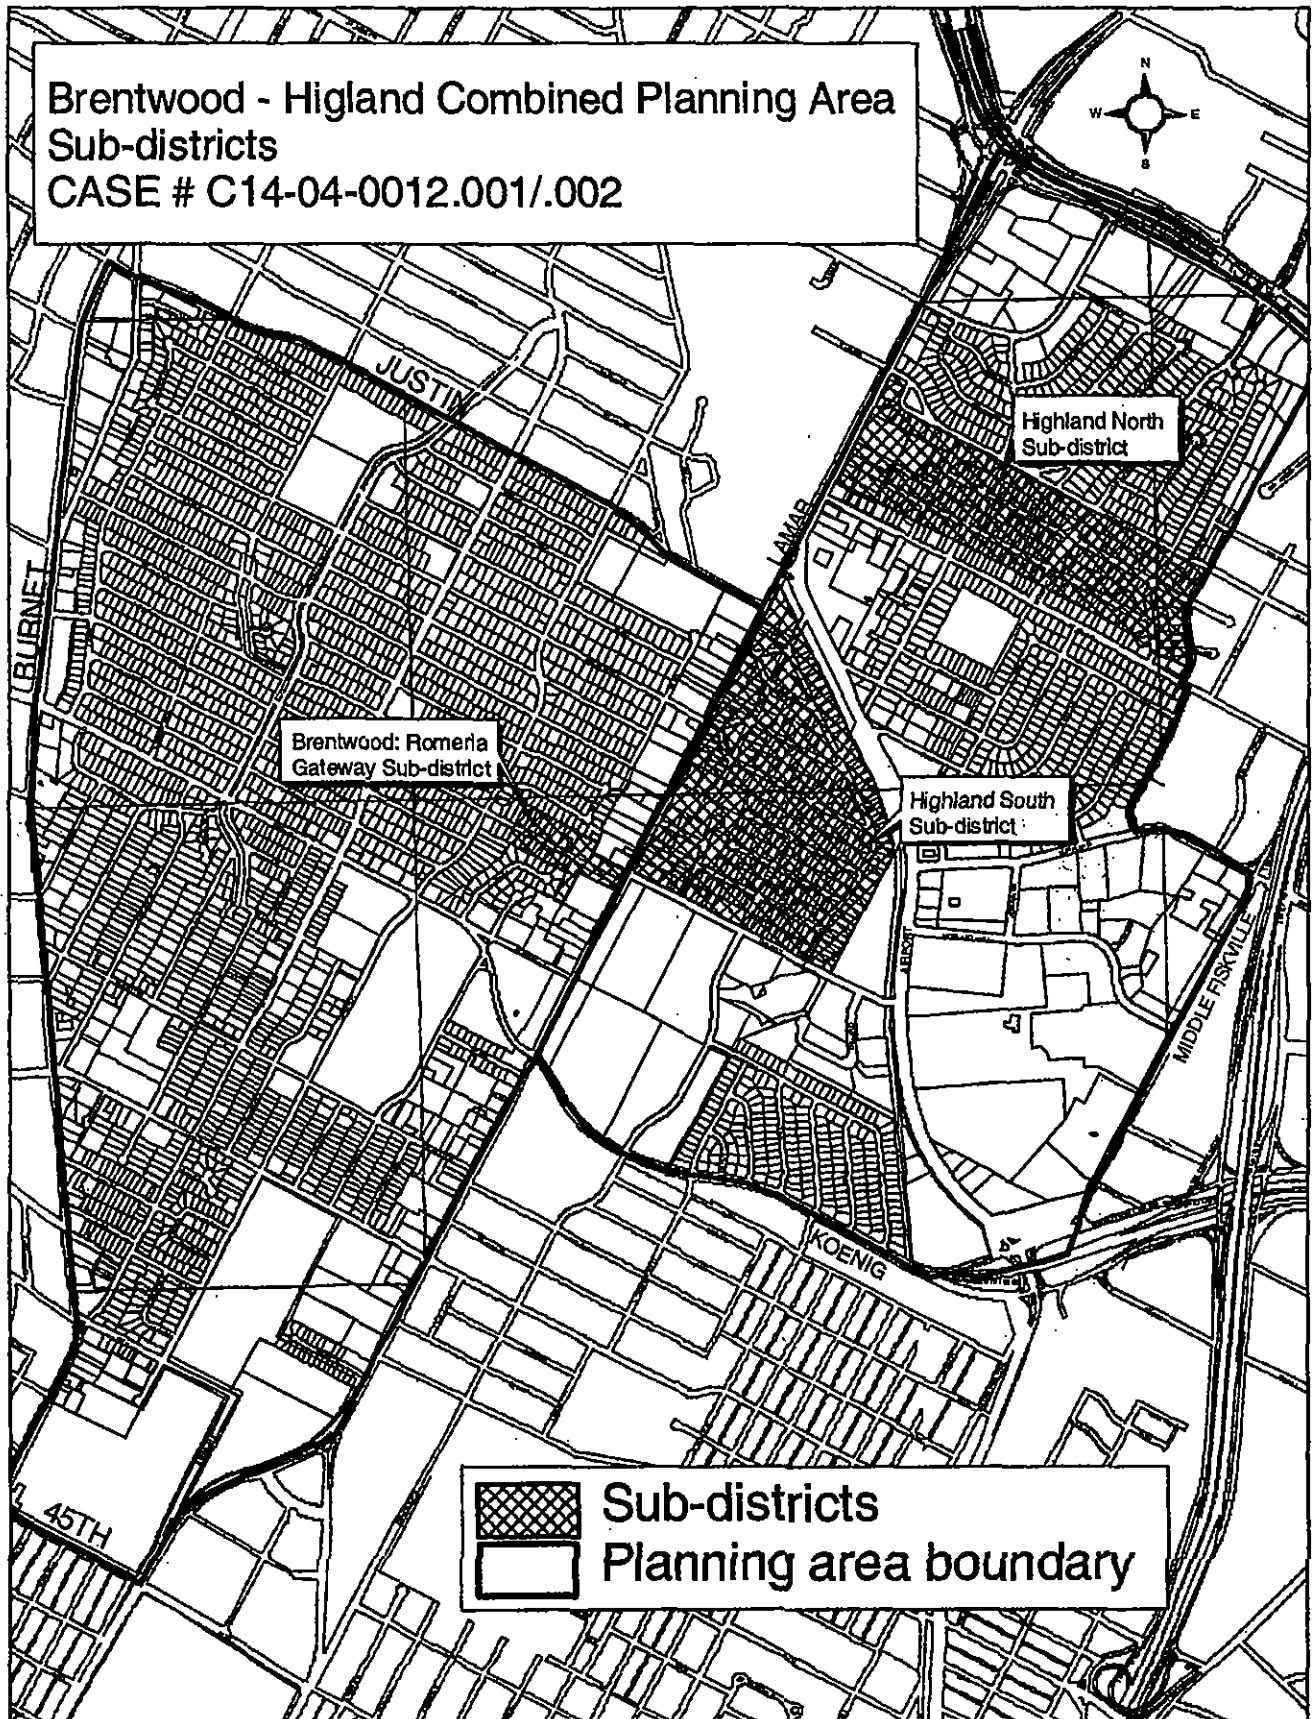 Brentwood - Higland Combined Planning Area
Sub-districts
CASE # C14-04-0012.001/.002
N
W
E
S
JUSTIN
Highland North
Sub-district
LAMAR
BURNET
Brentwood: Romeria
Gateway Sub-district
Highland South
Sub-district
MIDDLE FISKVILLE
KOENIG
45TH
Sub-districts
Planning area boundary